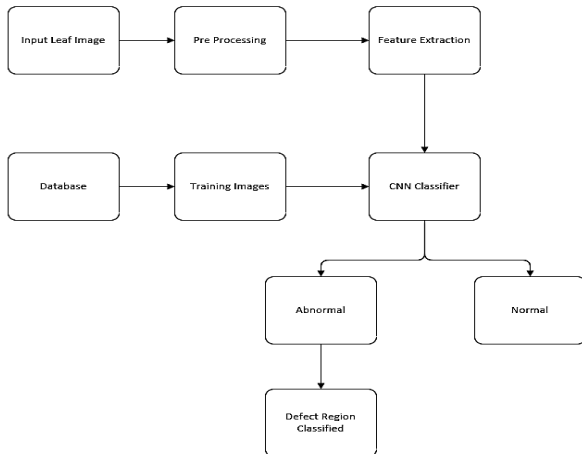 Input Leaf Image
Pre Processing
Feature Extraction
Database
Training Images
CNN Classifier
Abnormal
Normal
Defect Region
Classified